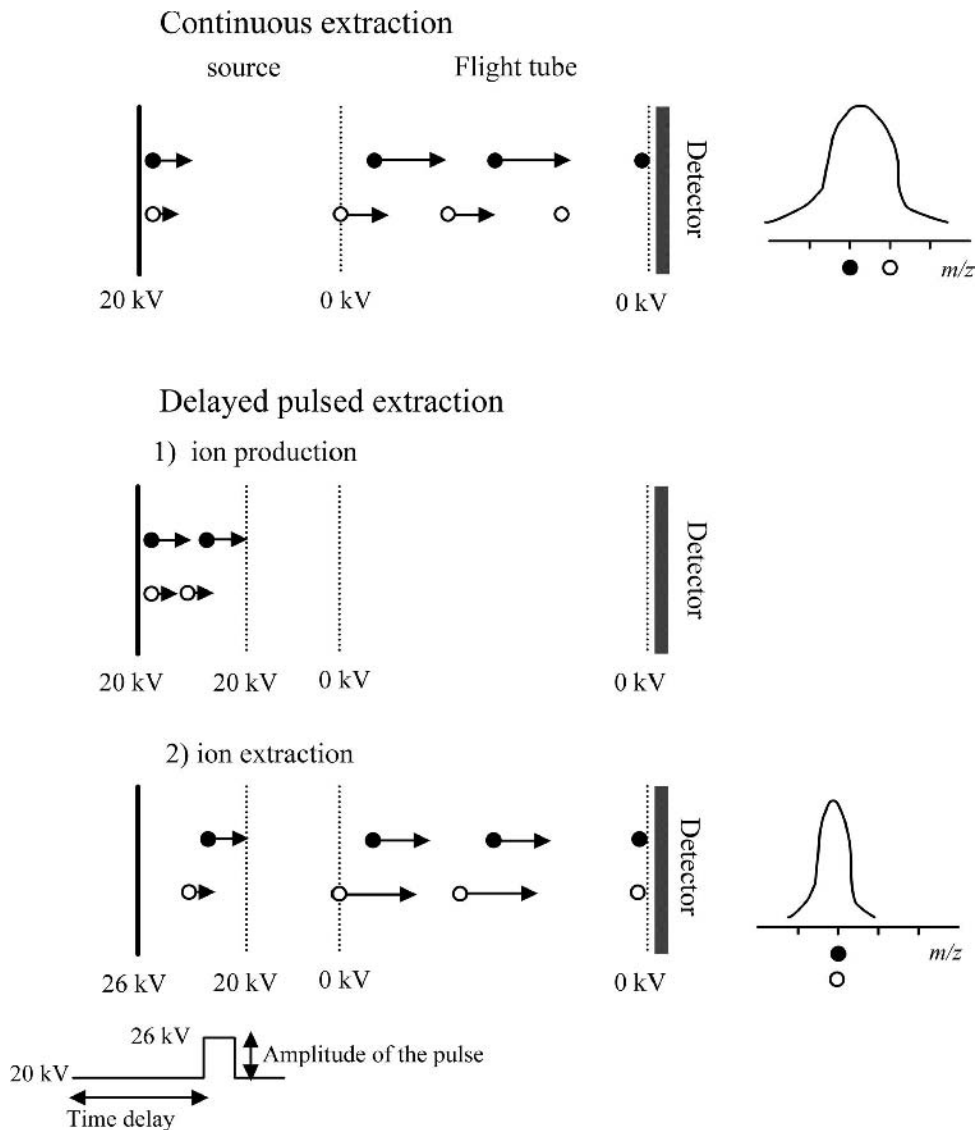 Continuous extraction
source Flight tube
Detector
20 kV 0 kV 0 kV
m/z
Delayed pulsed extraction
1) ion production
Detector
20 kV 20 kV 0 kV 0 kV
2) ion extraction
Detector
26 kV 20 kV 0 kV 0 kV
m/z
26 kV
Amplitude of the pulse
20 kV
Time delay